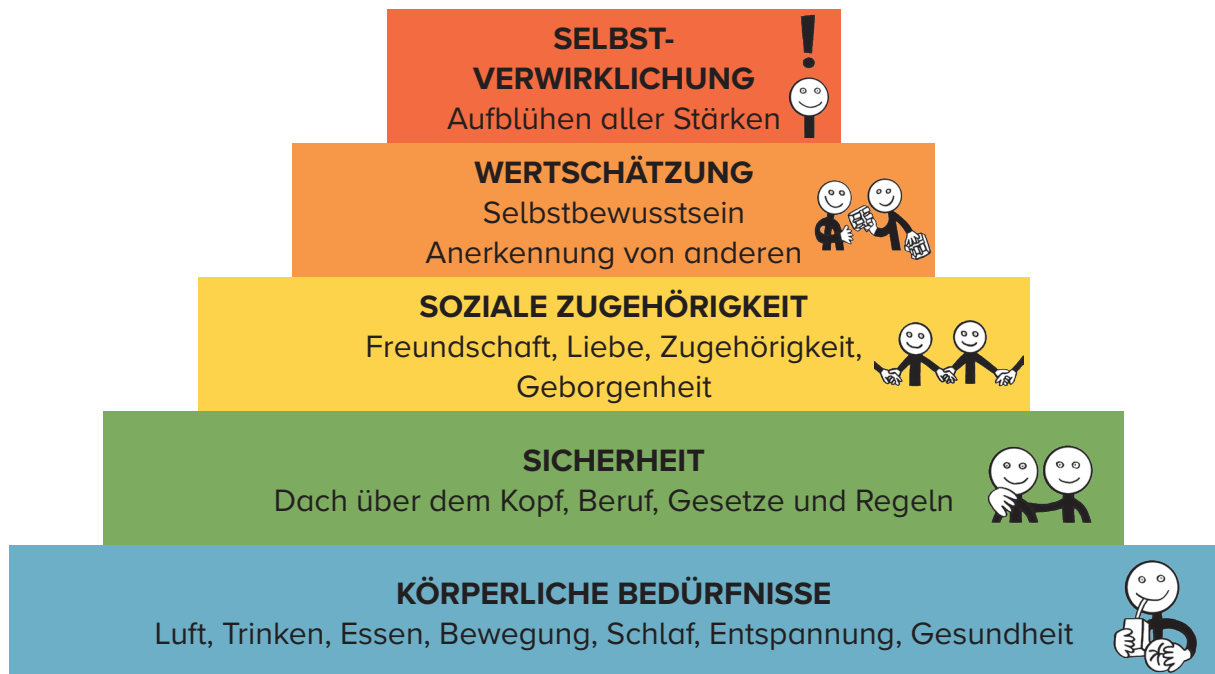 SELBST-
VERWIRKLICHUNG
Aufblühen aller Stärken
WERTSCHÄTZUNG
Selbstbewusstsein
Anerkennung von anderen
SOZIALE ZUGEHÖRIGKEIT
Freundschaft, Liebe, Zugehörigkeit,
Geborgenheit
SICHERHEIT
Dach über dem Kopf, Beruf, Gesetze und Regeln
KÖRPERLICHE BEDÜRFNISSE
Luft, Trinken, Essen, Bewegung, Schlaf, Entspannung, Gesundheit